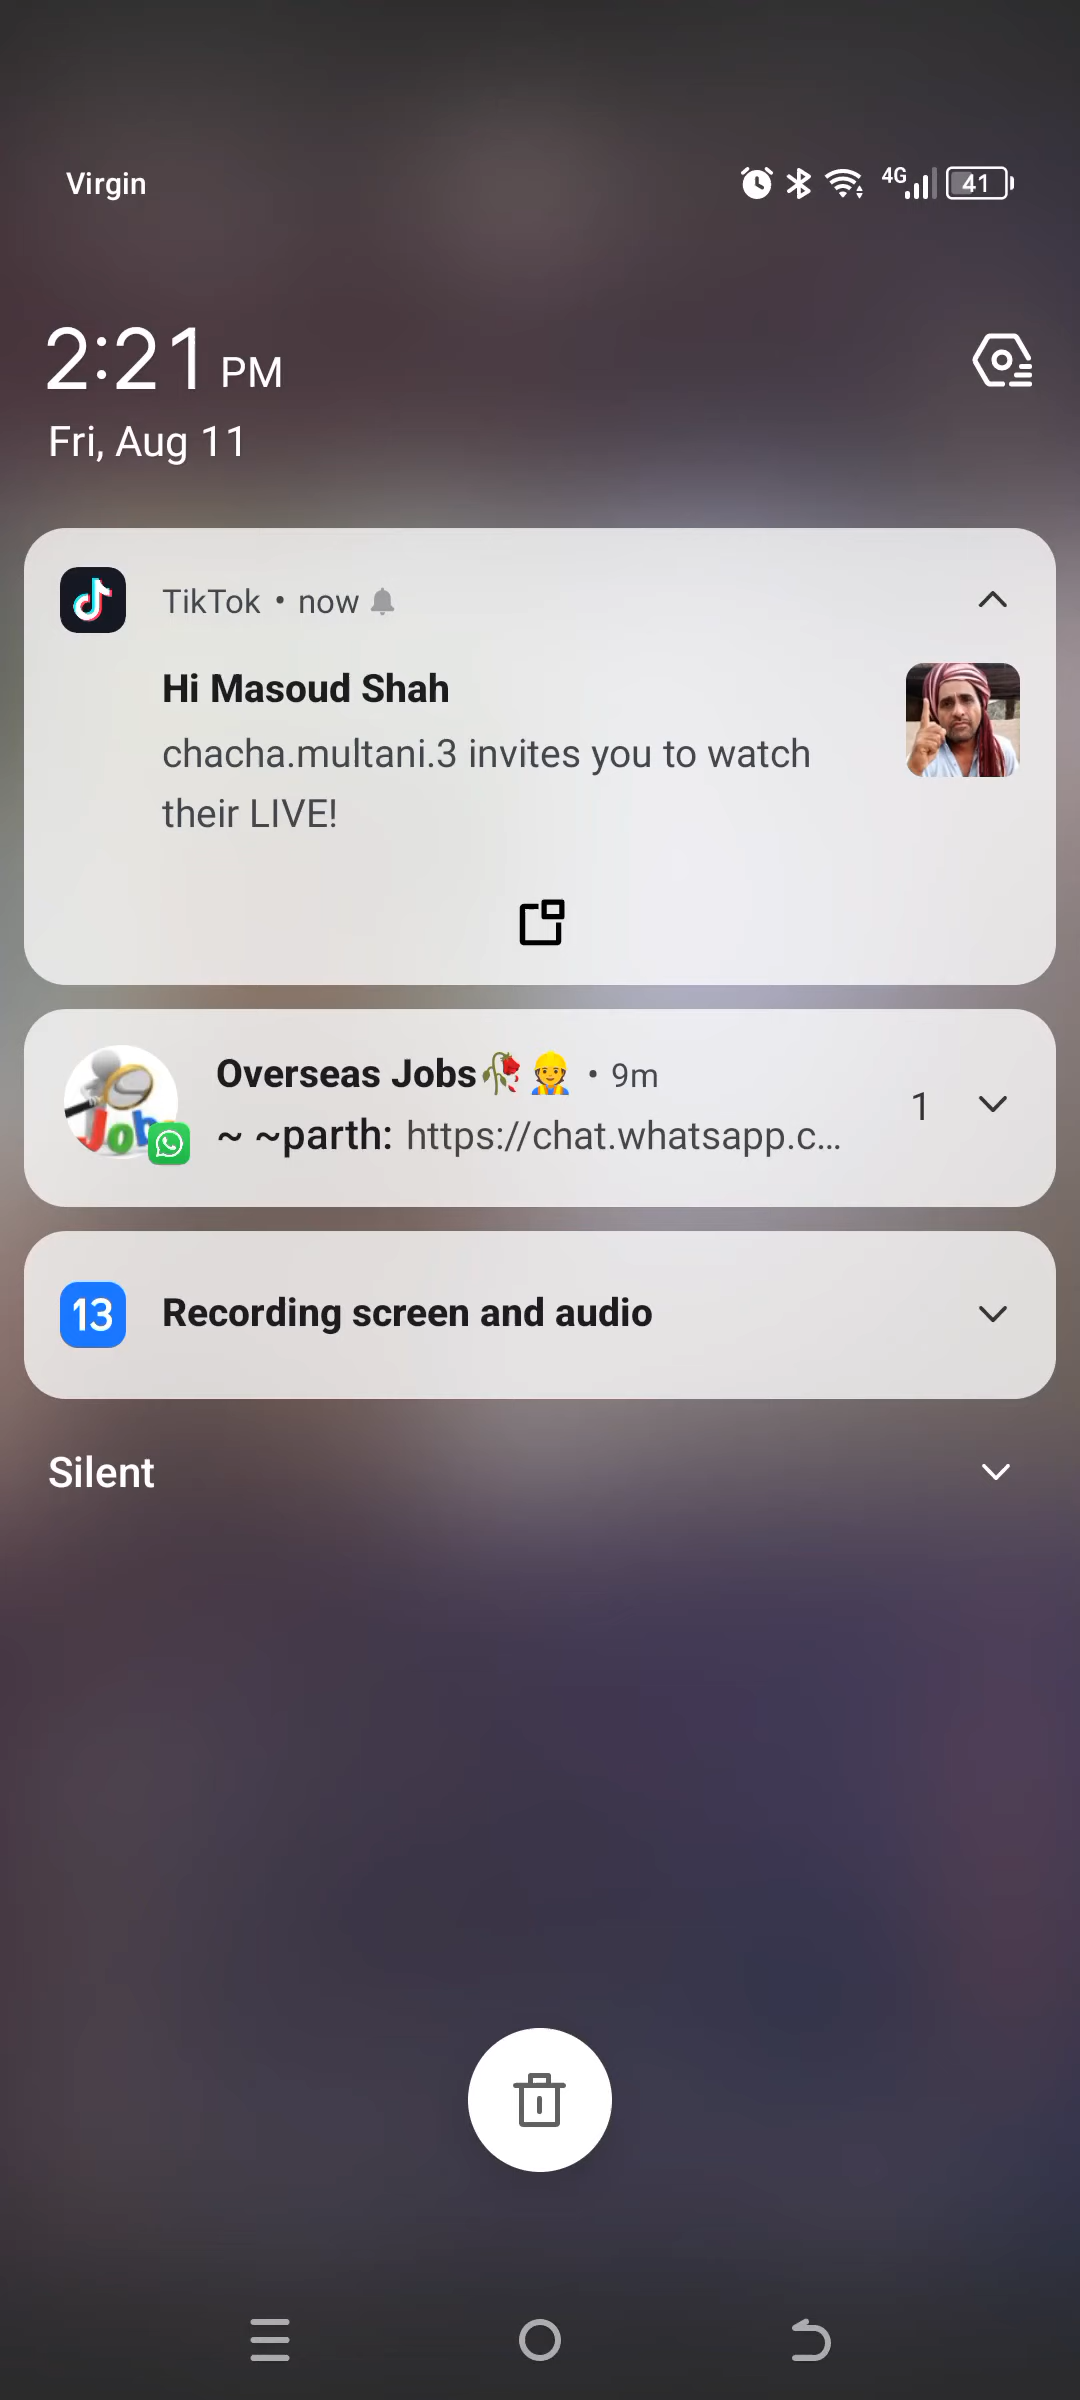 Virgin
4G
41
2:21 PM
Fri, Aug 11
TikTok • now
Hi Masoud Shah
chacha.multani.3 invites you to watch
their LIVE!
Overseas Jobs🥀👷 • 9m
~ ~parth: https://chat.whatsapp.c...
1
Job
13
Recording screen and audio
Silent